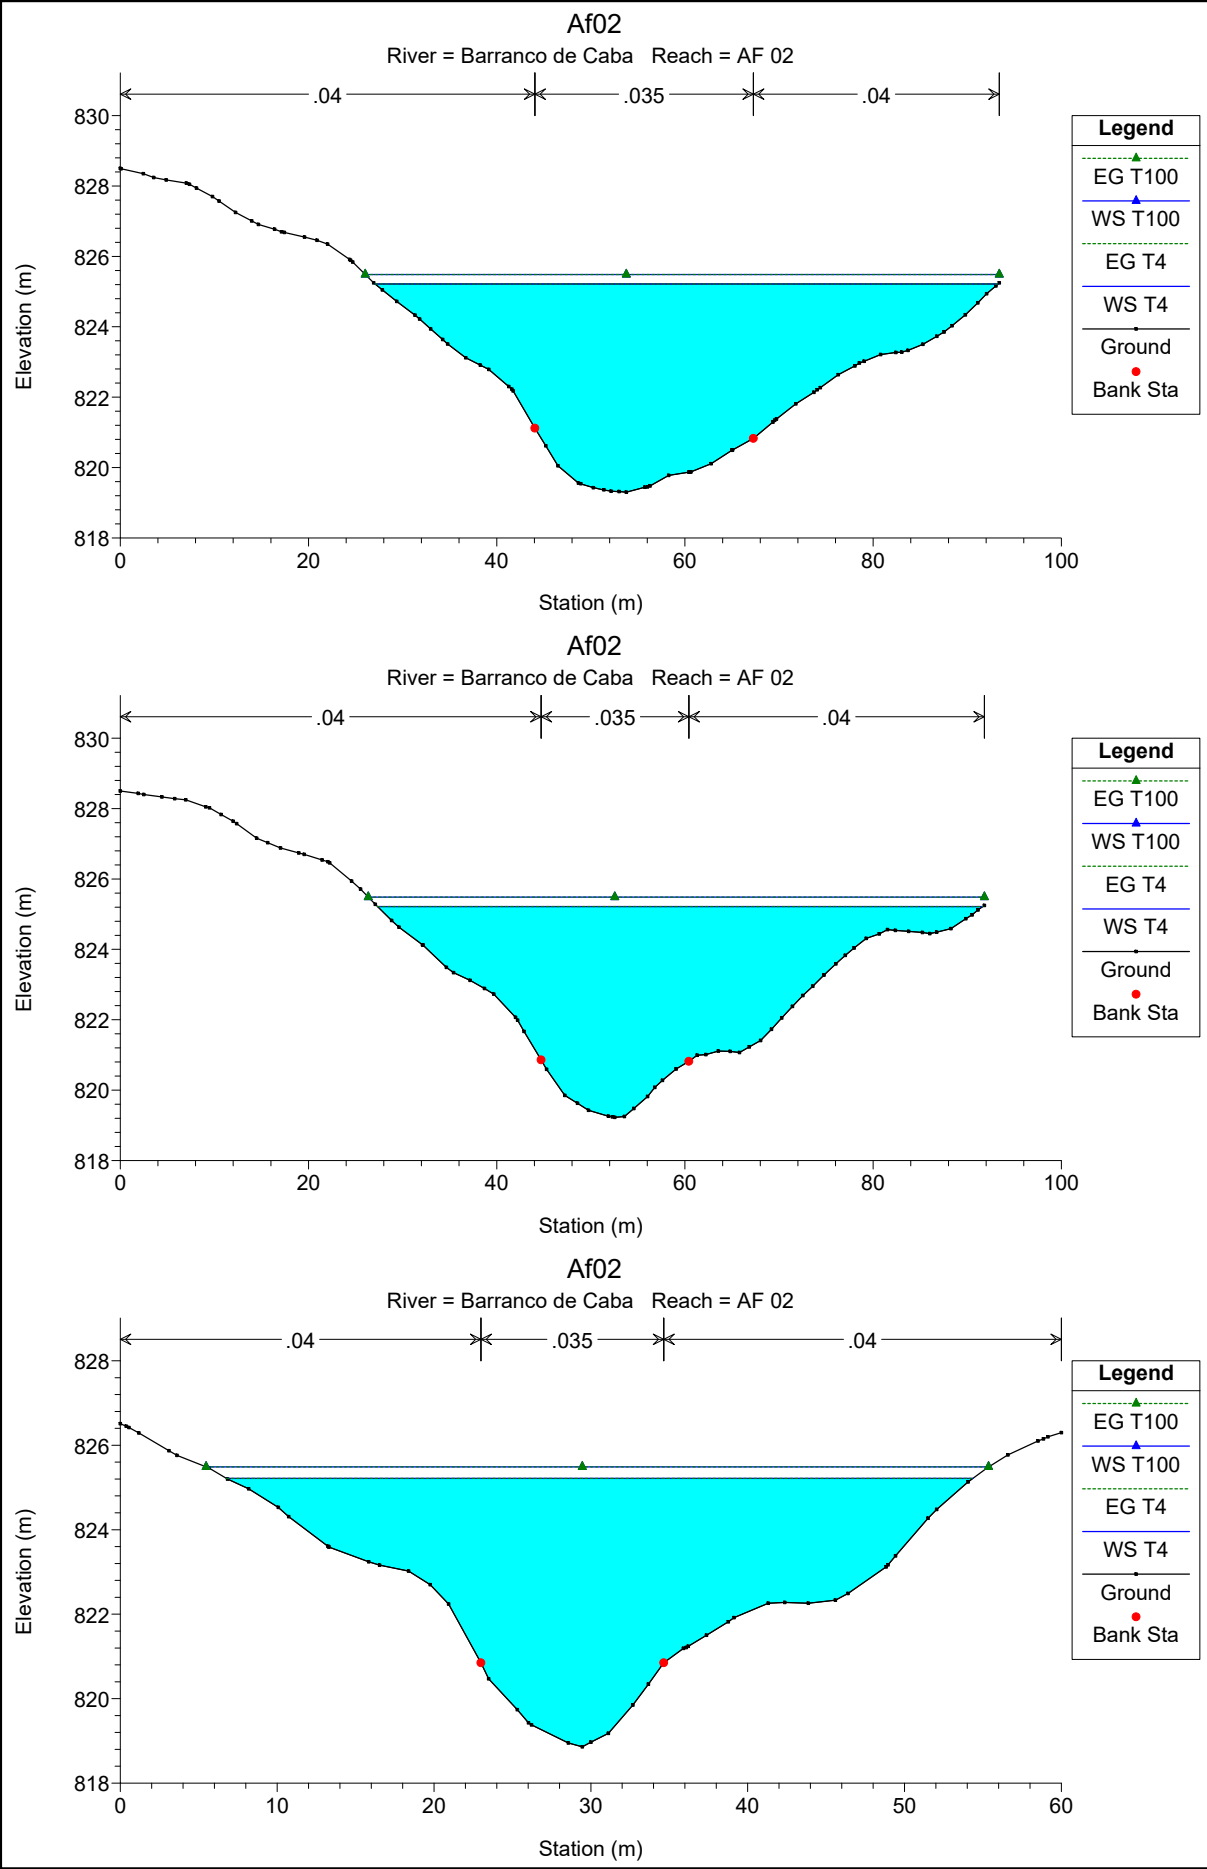 Af02
River = Barranco de Caba   Reach = AF 02
.04
.035
.04
830
828
826
824
822
820
818
0
20
40
60
80
100
Elevation (m)
Station (m)
Legend
EG T100
WS T100
EG T4
WS T4
Ground
Bank Sta
Af02
River = Barranco de Caba   Reach = AF 02
.04
.035
.04
830
828
826
824
822
820
818
0
20
40
60
80
100
Elevation (m)
Station (m)
Legend
EG T100
WS T100
EG T4
WS T4
Ground
Bank Sta
Af02
River = Barranco de Caba   Reach = AF 02
.04
.035
.04
828
826
824
822
820
818
0
10
20
30
40
50
60
Elevation (m)
Station (m)
Legend
EG T100
WS T100
EG T4
WS T4
Ground
Bank Sta